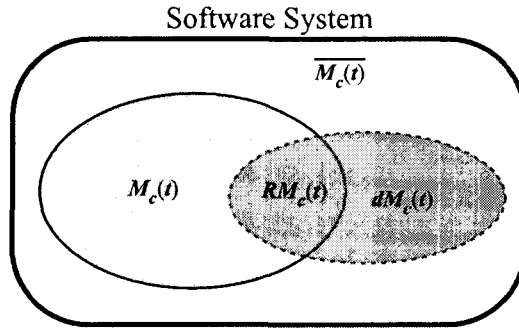 Software System
$\overline{M_c(t)}$
$M_c(t)$ $RM_c(t)$ $dM_c(t)$